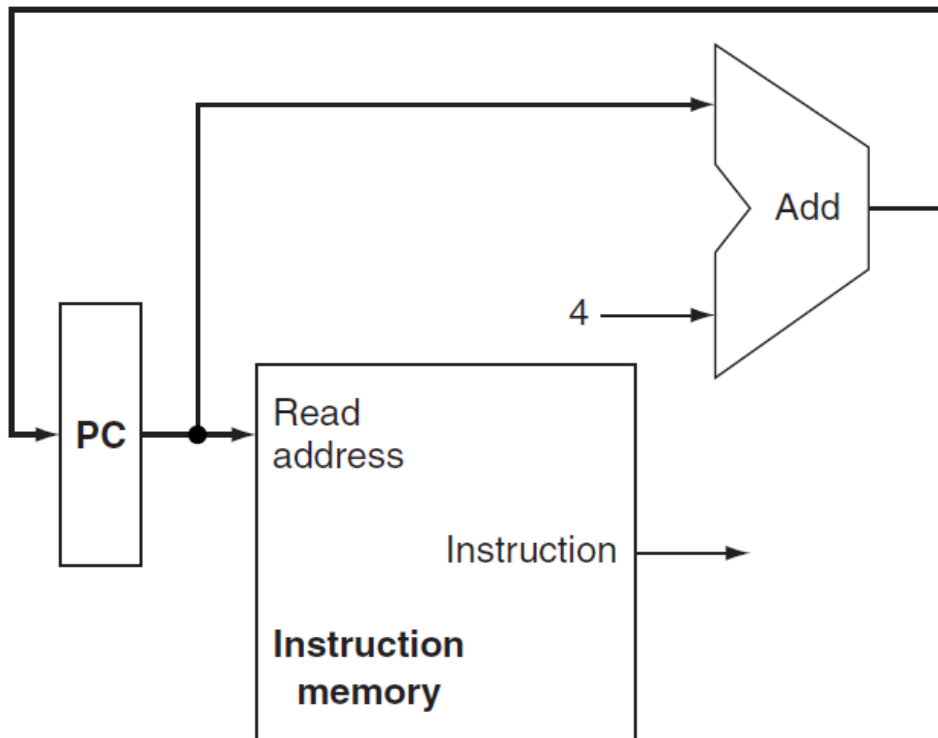 Add
4
PC
Read
address
Instruction
Instruction
memory